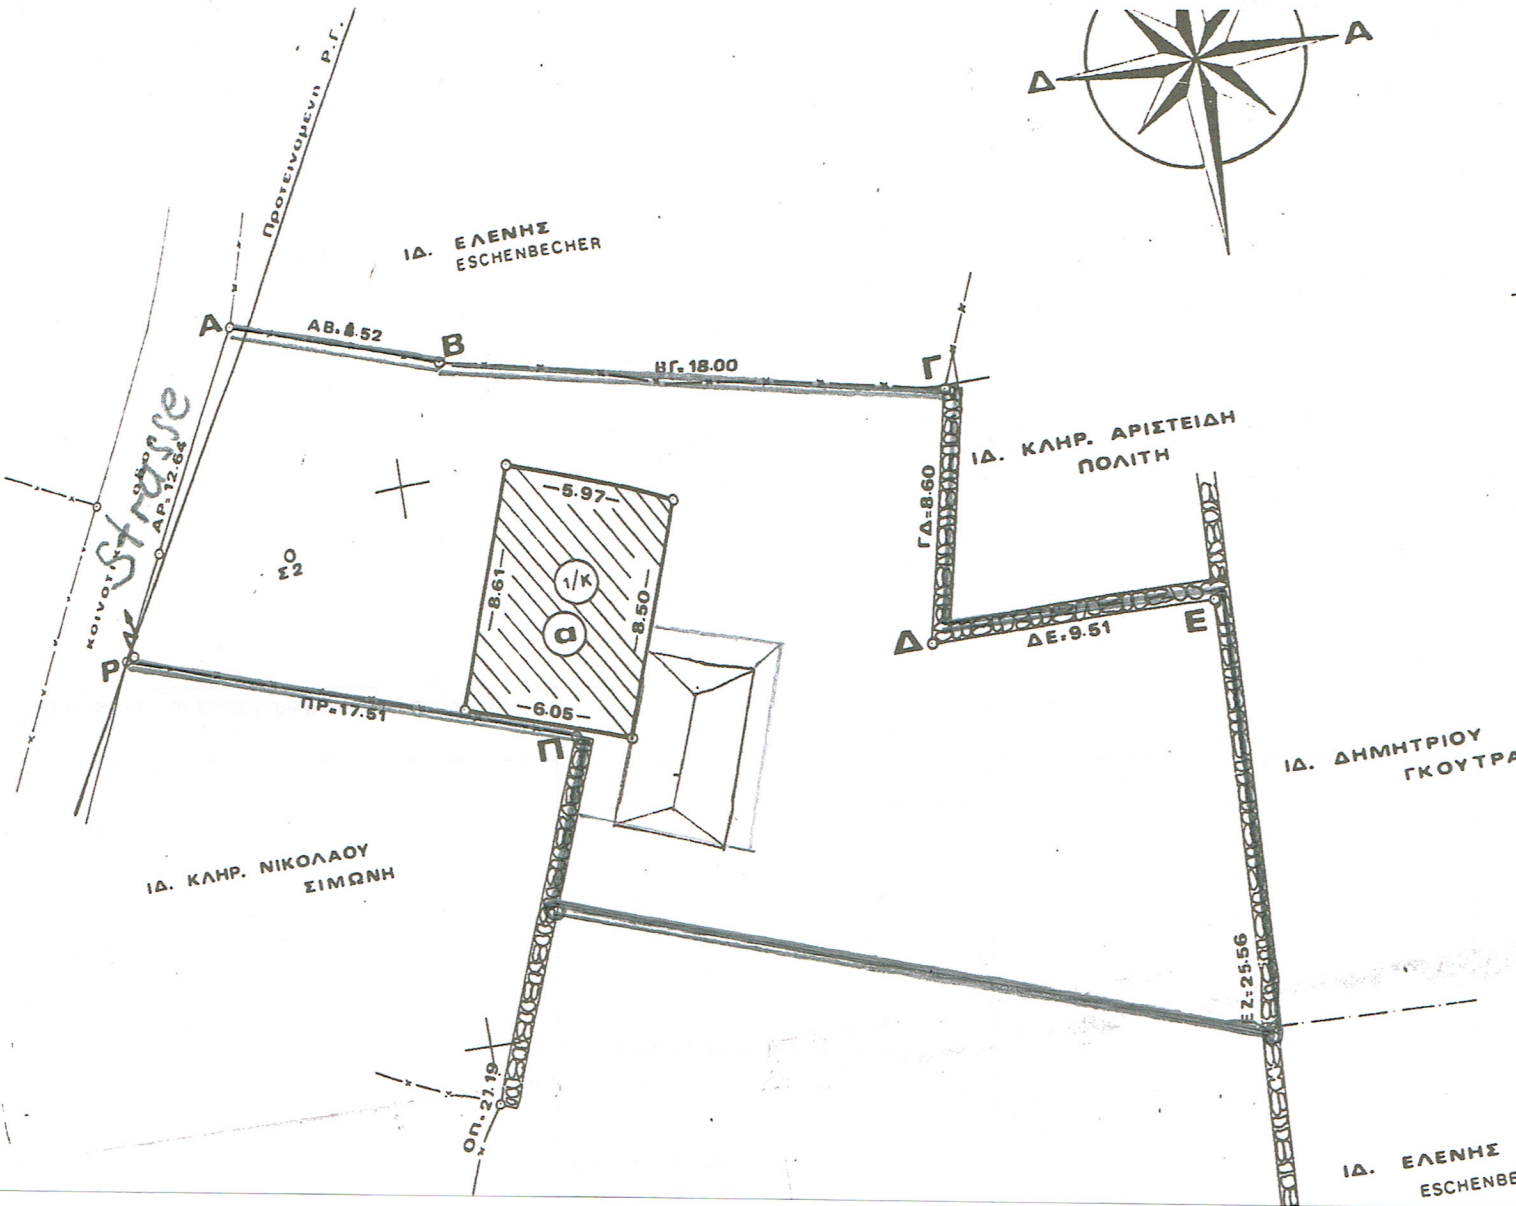 Προτεινόμενη Ρ.Γ.
Α
Δ
ΙΔ. ΕΛΕΝΗΣ
ESCHENBECHER
Α
ΑΒ=8.52
Β
ΒΓ=18.00
Γ
Strasse
ΑΡ=12.64
ΙΔ. ΚΛΗΡ. ΑΡΙΣΤΕΙΔΗ
ΠΟΛΙΤΗ
ΓΔ=8.60
5.97
Σ2
1/Κ
8.61
8.50
α
Δ
ΔΕ=9.51
Ε
Ρ
ΠΡ=17.51
6.05
Π
ΙΔ. ΔΗΜΗΤΡΙΟΥ
ΓΚΟΥΤΡΑ
ΙΔ. ΚΛΗΡ. ΝΙΚΟΛΑΟΥ
ΣΙΜΩΝΗ
ΕΖ=25.56
ΟΠ=27.19
ΙΔ. ΕΛΕΝΗΣ
ESCHENBE